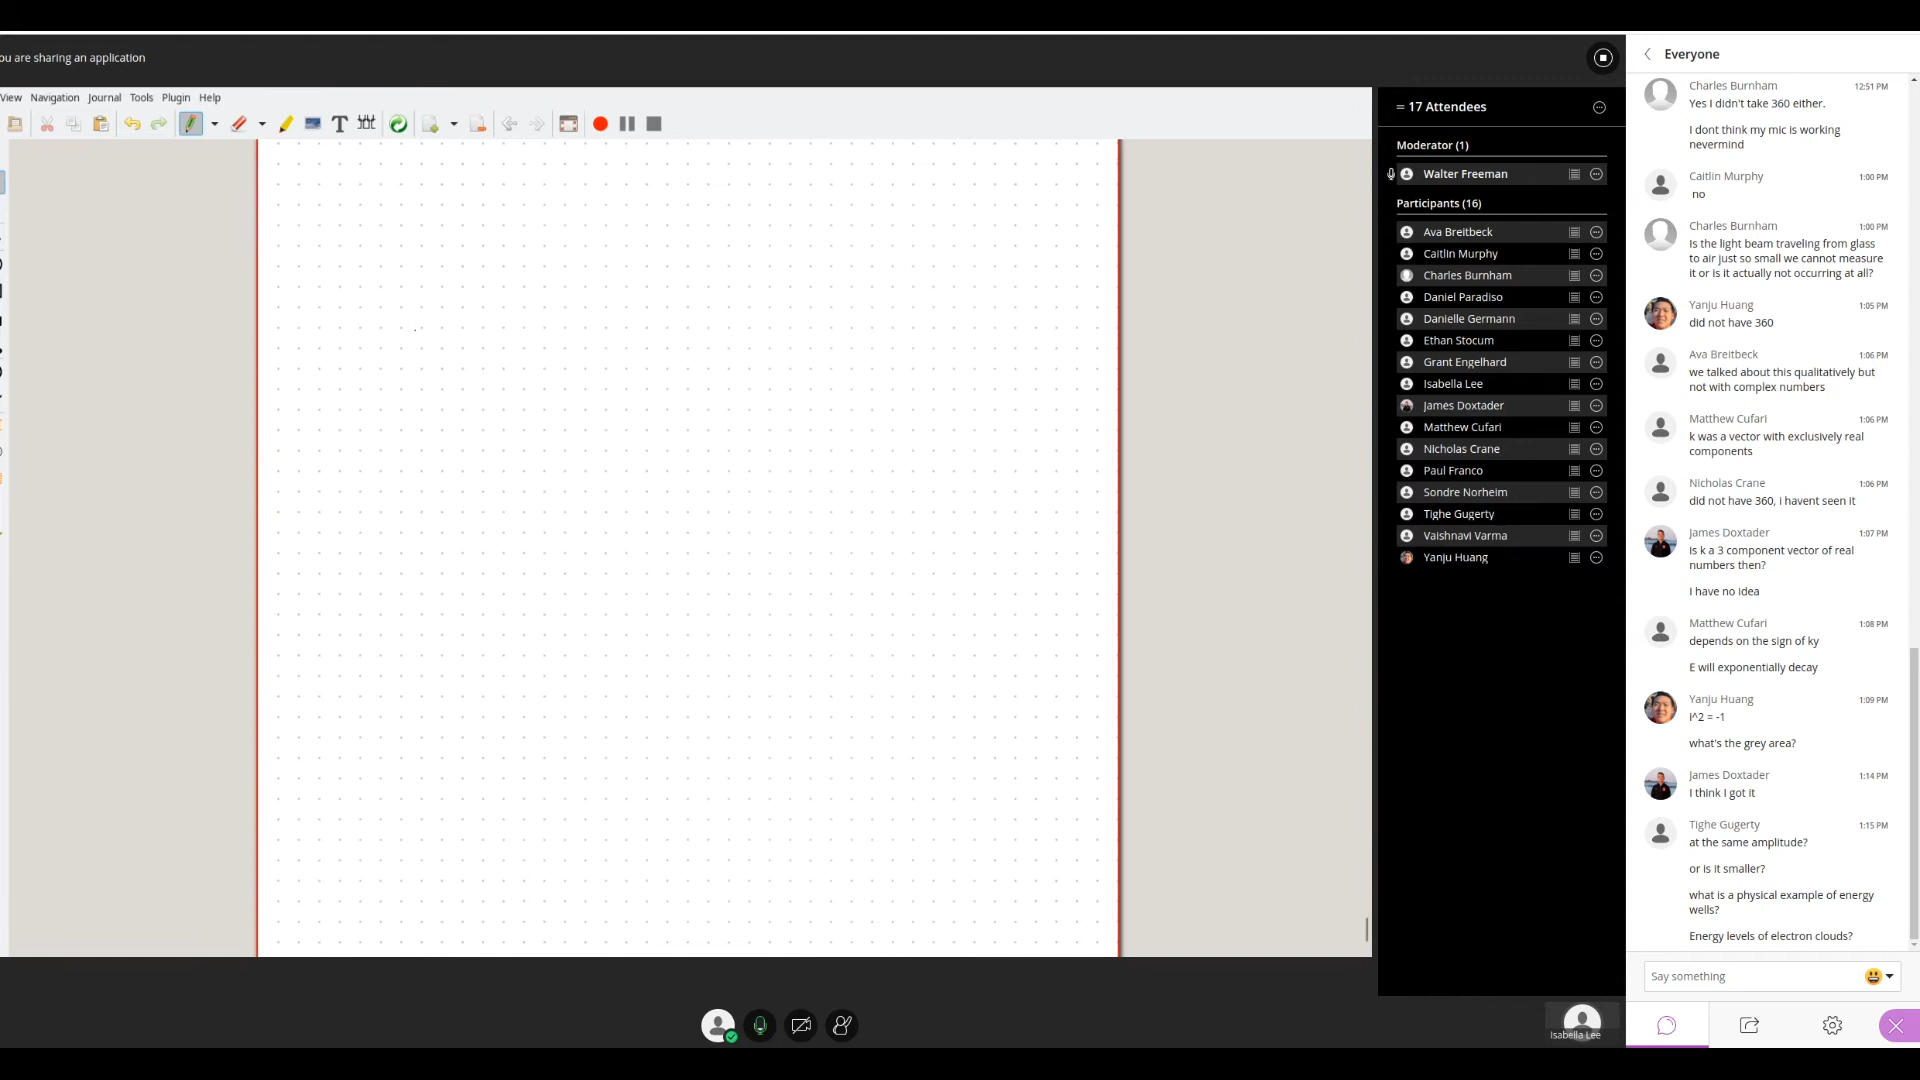 ou are sharing an application
View Navigation Journal Tools Plugin Help
17 Attendees
Moderator (1)
Walter Freeman
Participants (16)
Ava Breitbeck
Caitlin Murphy
Charles Burnham
Daniel Paradiso
Danielle Germann
Ethan Stocum
Grant Engelhard
Isabella Lee
James Doxtader
Matthew Cufari
Nicholas Crane
Paul Franco
Sondre Norheim
Tighe Gugerty
Vaishnavi Varma
Yanju Huang
Isabella Lee
Everyone
Charles Burnham 12:51 PM
Yes I didn't take 360 either.
I dont think my mic is working
nevermind
Caitlin Murphy 1:00 PM
no
Charles Burnham 1:00 PM
Is the light beam traveling from glass
to air just so small we cannot measure
it or is it actually not occurring at all?
Yanju Huang 1:05 PM
did not have 360
Ava Breitbeck 1:06 PM
we talked about this qualitatively but
not with complex numbers
Matthew Cufari 1:06 PM
k was a vector with exclusively real
components
Nicholas Crane 1:06 PM
did not have 360, i havent seen it
James Doxtader 1:07 PM
is k a 3 component vector of real
numbers then?
I have no idea
Matthew Cufari 1:08 PM
depends on the sign of ky
E will exponentially decay
Yanju Huang 1:09 PM
i^2 = -1
what's the grey area?
James Doxtader 1:14 PM
I think I got it
Tighe Gugerty 1:15 PM
at the same amplitude?
or is it smaller?
what is a physical example of energy
wells?
Energy levels of electron clouds?
Say something